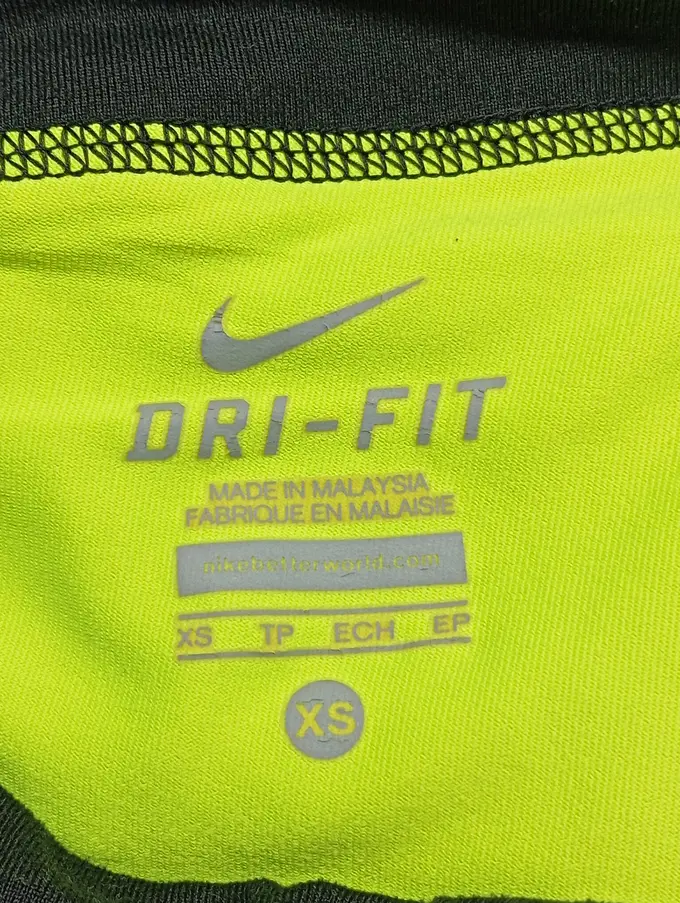 DRI-FIT
MADE IN MALAYSIA
FABRIQUE EN MALAISIE
nikebetterworld.com
XS TP ECH EP
XS